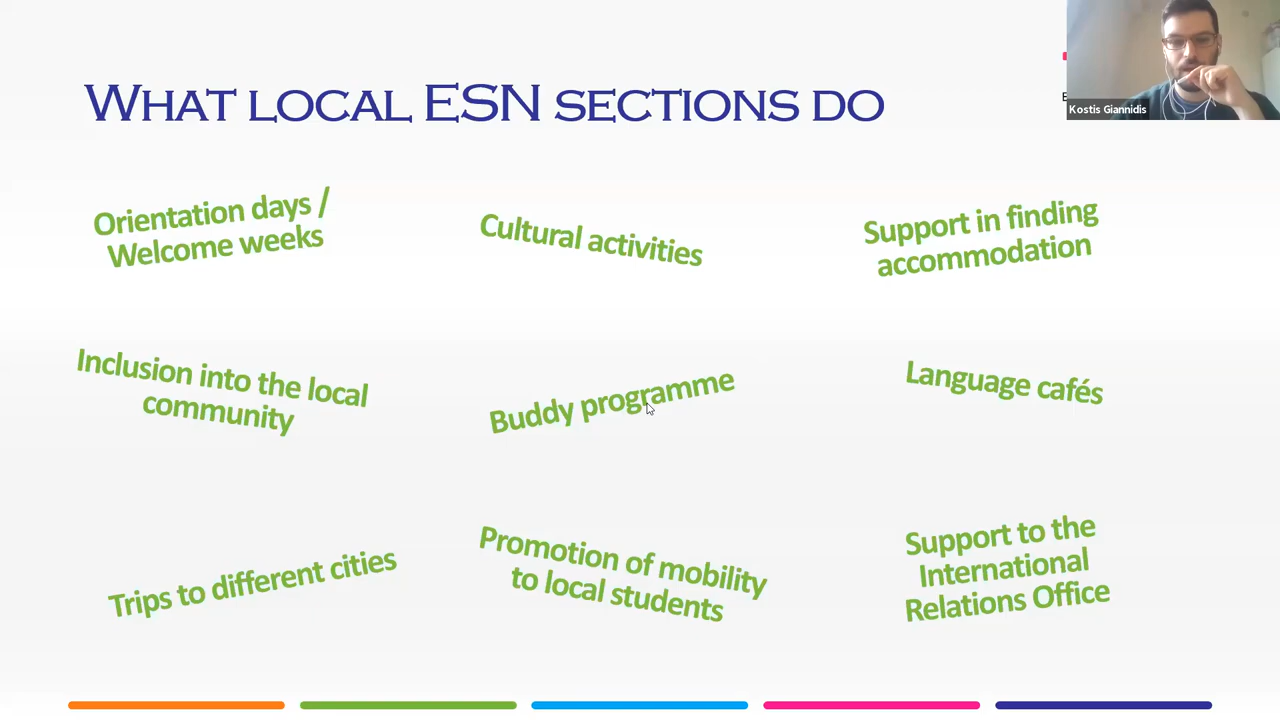 WHAT LOCAL ESN SECTIONS DO
Kostis Giannidis
Orientation days /
Welcome weeks
Cultural activities
Support in finding
accommodation
Inclusion into the local
community
Buddy programme
Language cafés
Trips to different cities
Promotion of mobility
to local students
Support to the
International
Relations Office